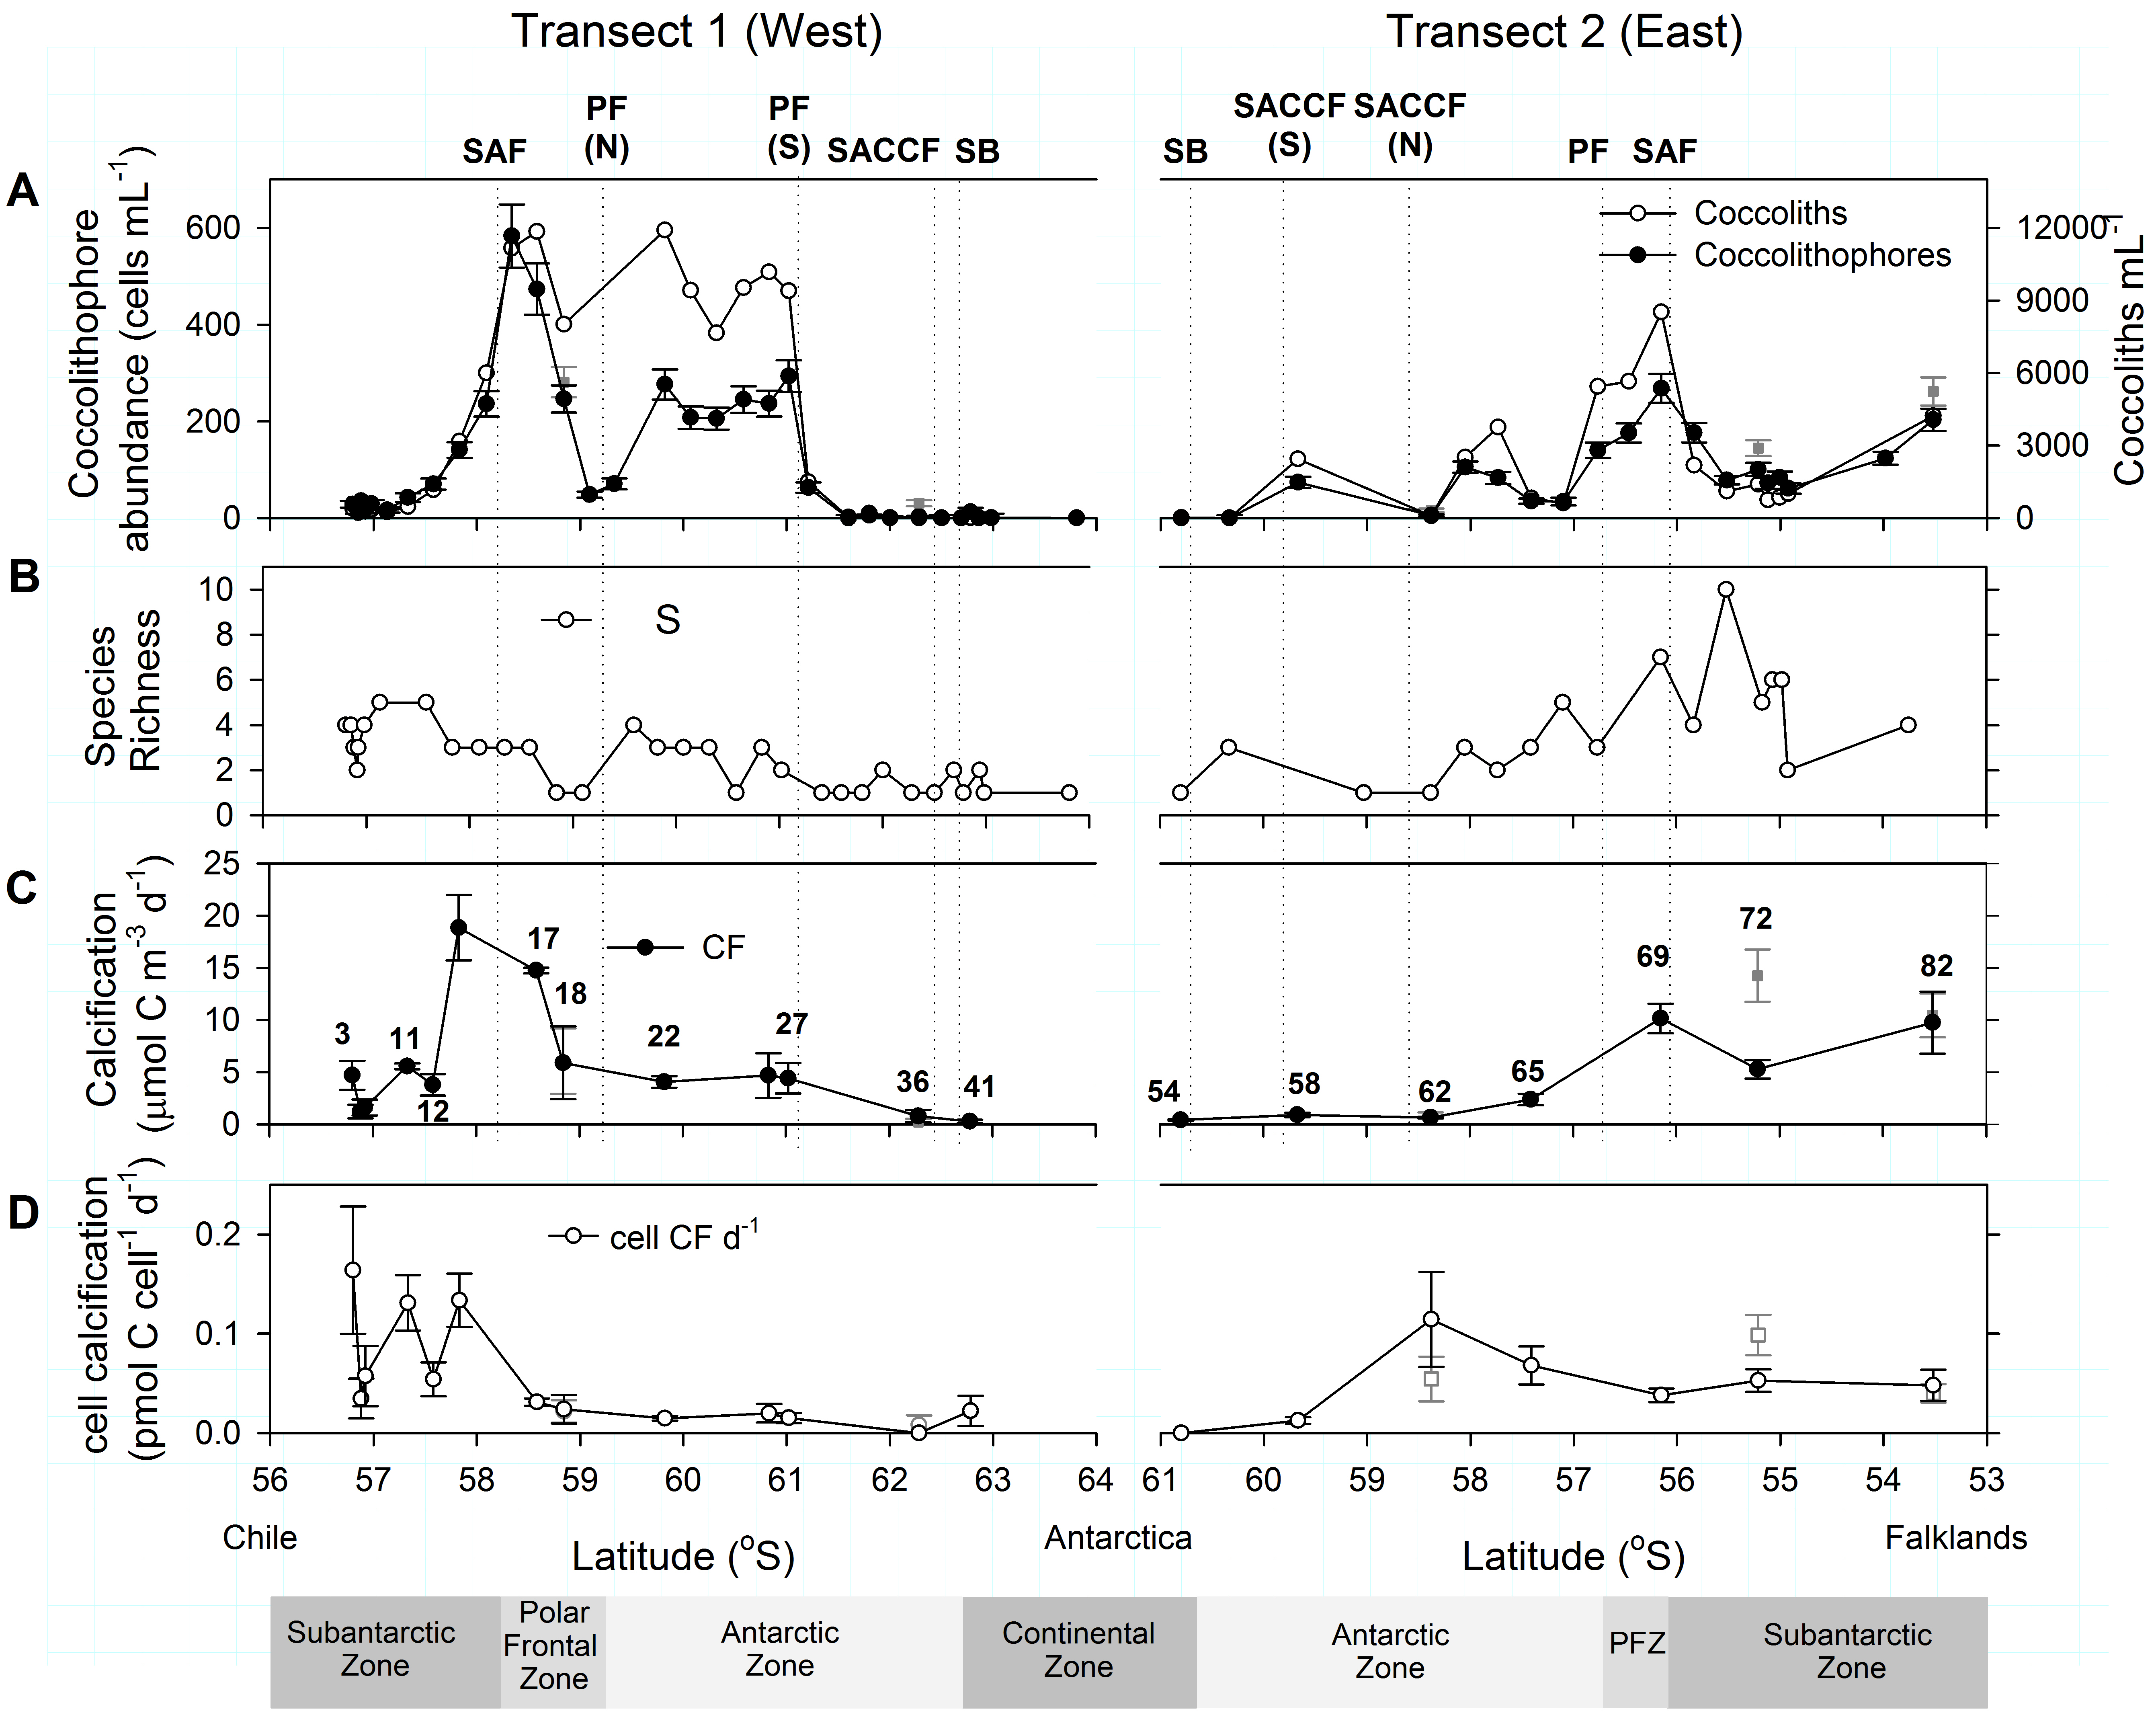 Transect 1 (West)
Transect 2 (East)
SAF
PF
(N)
PF
(S)
SACCF
SB
SB
SACCF
(S)
SACCF
(N)
PF
SAF
A
Coccolithophore
abundance (cells mL-1)
600
400
200
0
Coccoliths
Coccolithophores
12000
9000
6000
3000
0
Coccoliths mL-1
B
Species
Richness
10
8
6
4
2
0
S
C
Calcification
(μmol C m-3 d-1)
25
20
15
10
5
0
CF
3
11
12
17
18
22
27
36
41
54
58
62
65
69
72
82
D
cell calcification
(pmol C cell-1 d-1)
0.2
0.1
0.0
cell CF d-1
56 57 58 59 60 61 62 63 64
61 60 59 58 57 56 55 54 53
Chile
Latitude (oS)
Antarctica
Latitude (oS)
Falklands
Subantarctic
Zone
Polar
Frontal
Zone
Antarctic
Zone
Continental
Zone
Antarctic
Zone
PFZ
Subantarctic
Zone